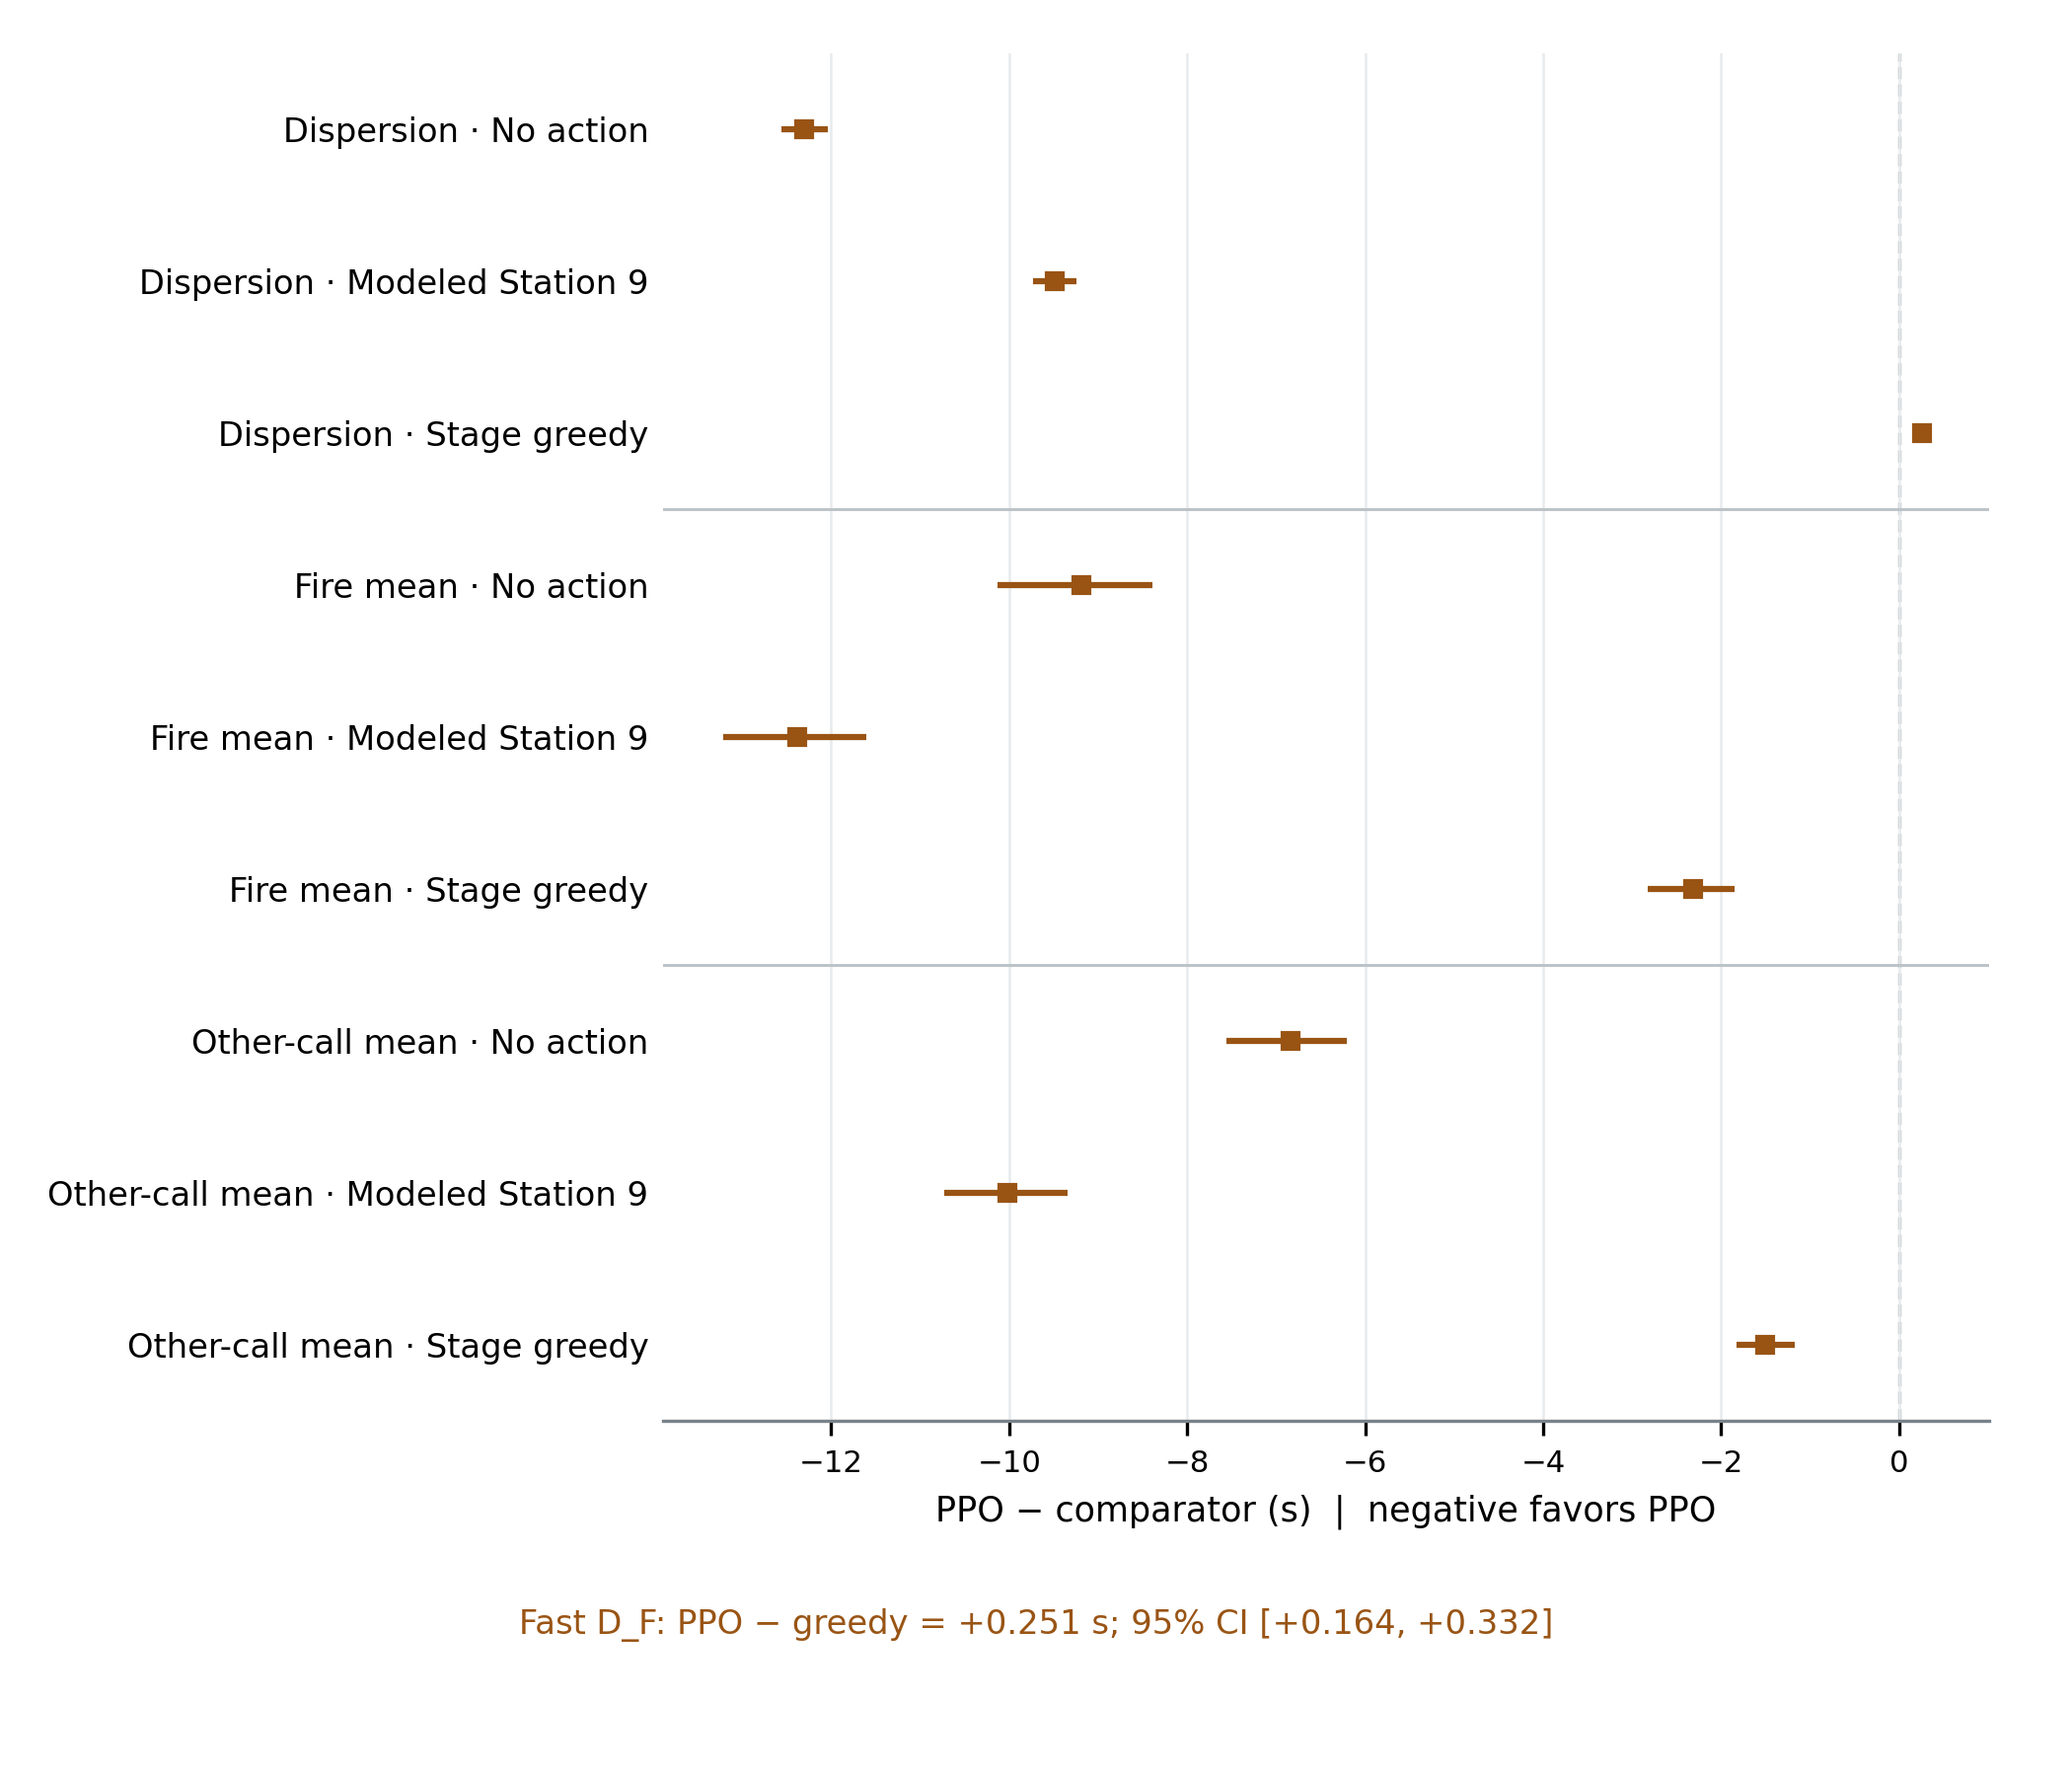 Dispersion · No action
Dispersion · Modeled Station 9
Dispersion · Stage greedy
Fire mean · No action
Fire mean · Modeled Station 9
Fire mean · Stage greedy
Other-call mean · No action
Other-call mean · Modeled Station 9
Other-call mean · Stage greedy
−12 −10 −8 −6 −4 −2 0
PPO − comparator (s) | negative favors PPO
Fast D_F: PPO − greedy = +0.251 s; 95% CI [+0.164, +0.332]